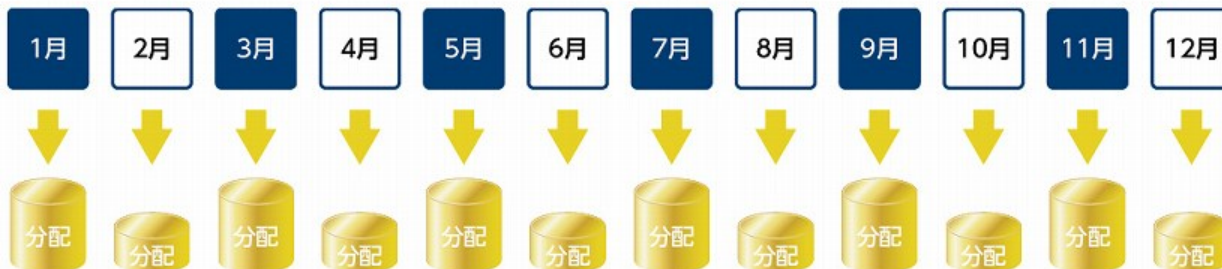 1月 2月 3月 4月 5月 6月 7月 8月 9月 10月 11月 12月
分配 分配 分配 分配 分配 分配 分配 分配 分配 分配 分配 分配